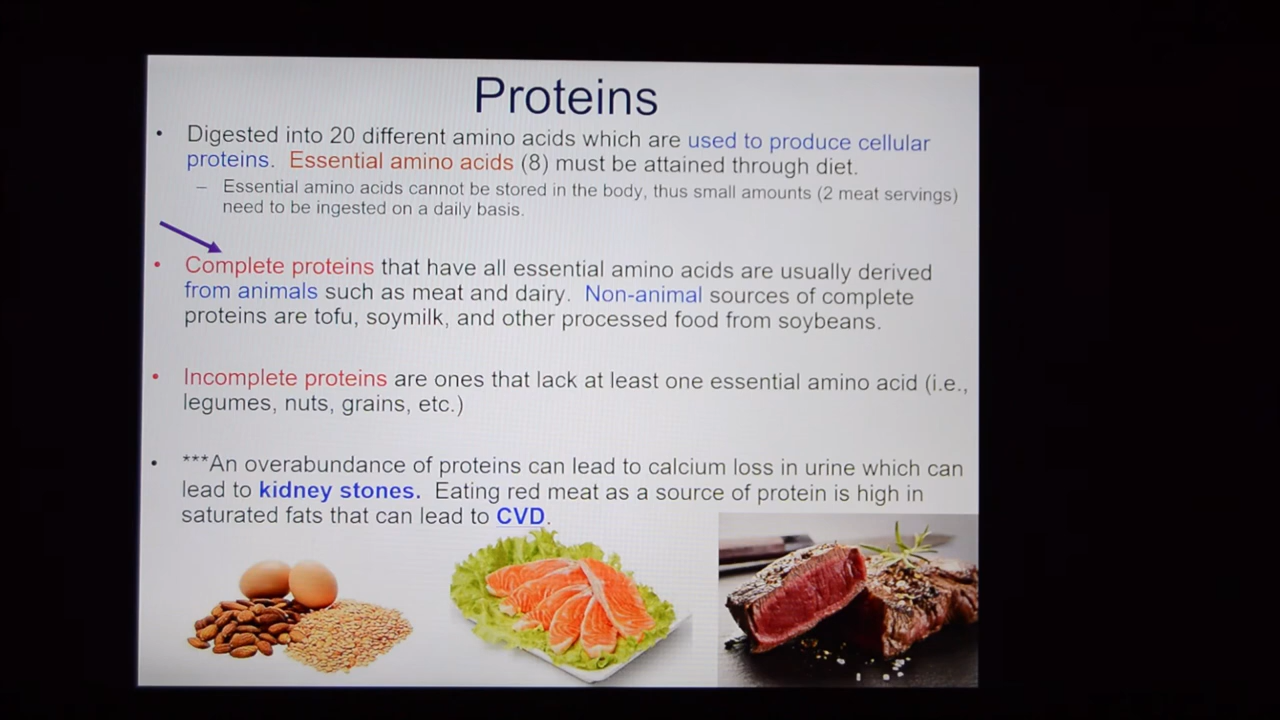 Proteins
• Digested into 20 different amino acids which are used to produce cellular
proteins. Essential amino acids (8) must be attained through diet.
– Essential amino acids cannot be stored in the body, thus small amounts (2 meat servings)
need to be ingested on a daily basis.
• Complete proteins that have all essential amino acids are usually derived
from animals such as meat and dairy. Non-animal sources of complete
proteins are tofu, soymilk, and other processed food from soybeans.
• Incomplete proteins are ones that lack at least one essential amino acid (i.e.,
legumes, nuts, grains, etc.)
• ***An overabundance of proteins can lead to calcium loss in urine which can
lead to kidney stones. Eating red meat as a source of protein is high in
saturated fats that can lead to CVD.